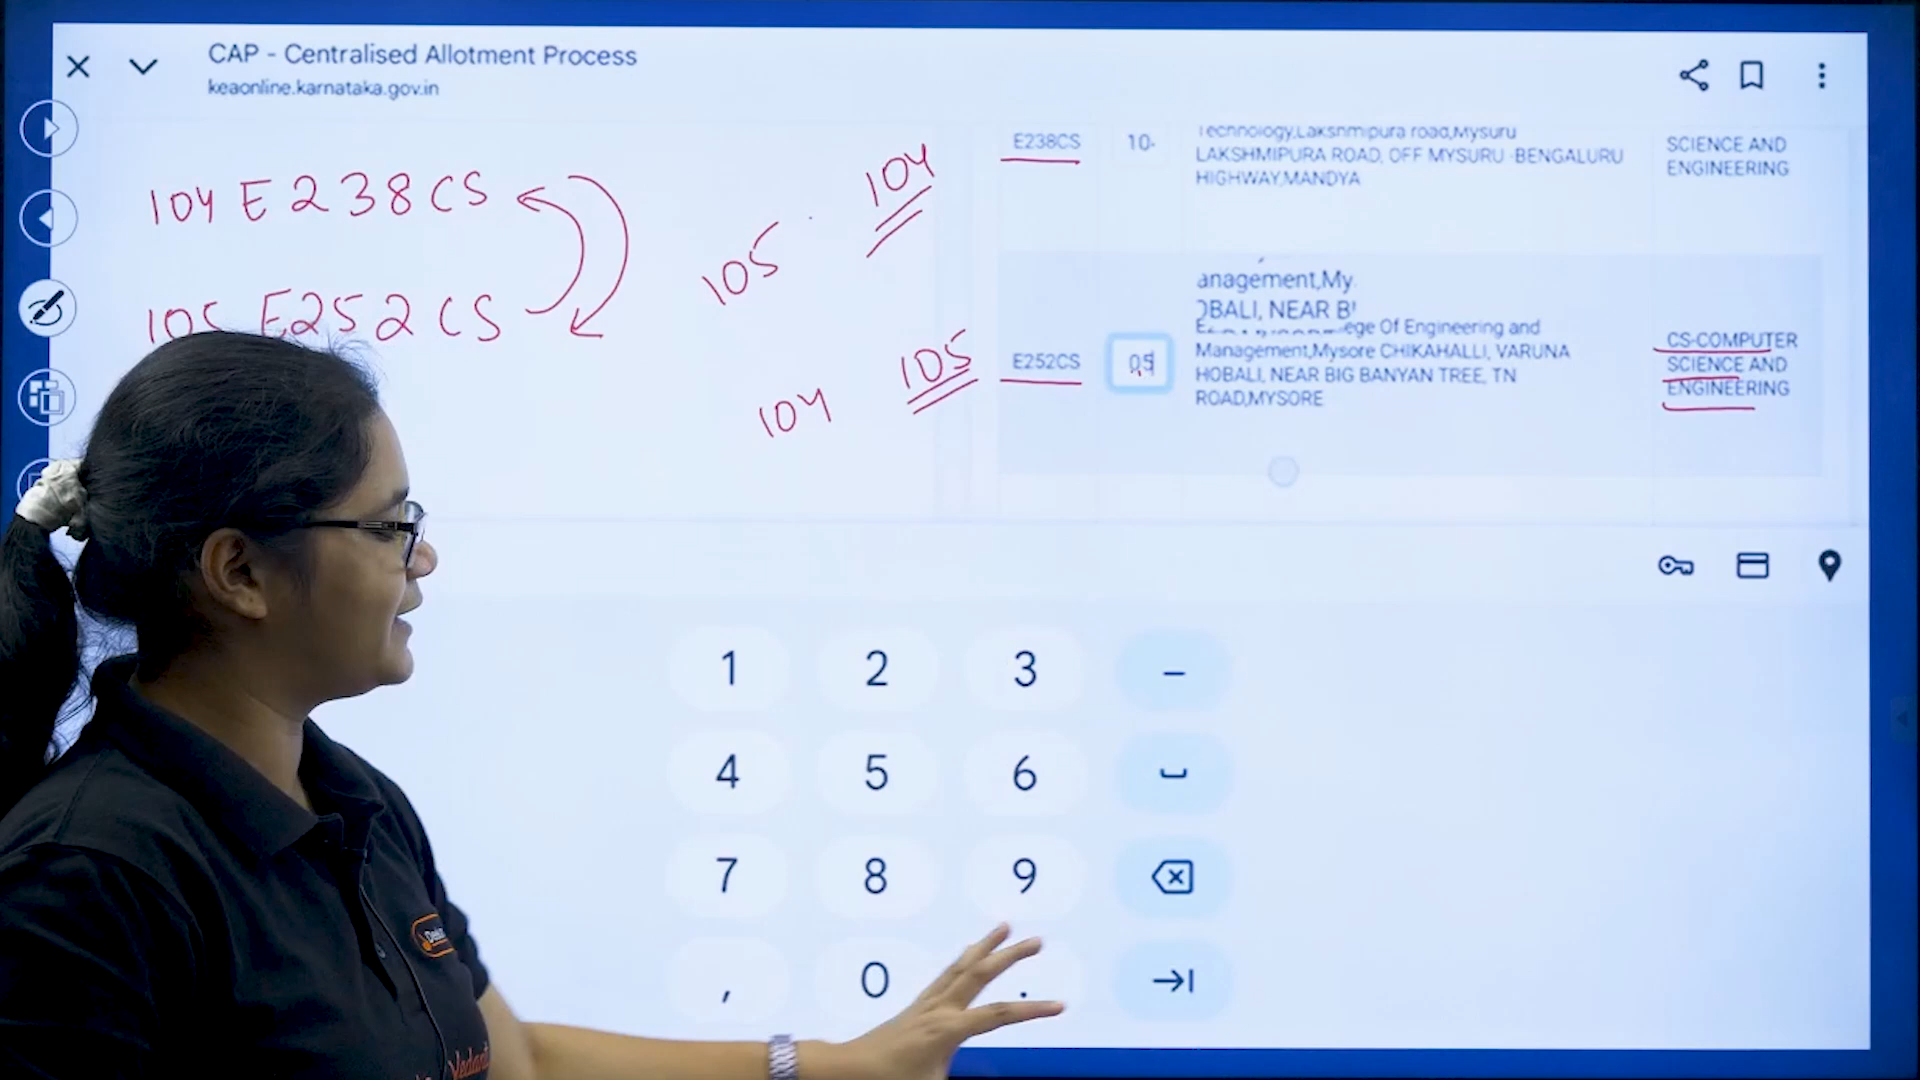 CAP - Centralised Allotment Process
keaonline.karnataka.gov.in
104 E238CS
105 E252CS
105
104
104
105
E238CS
10-
Technology,Lakshmipura road,Mysuru
LAKSHMIPURA ROAD, OFF MYSURU -BENGALURU
HIGHWAY,MANDYA
SCIENCE AND
ENGINEERING
anagement,My
OBALI, NEAR B
E252CS
05
ege Of Engineering and
Management,Mysore CHIKAHALLI, VARUNA
HOBALI, NEAR BIG BANYAN TREE, TN
ROAD,MYSORE
CS-COMPUTER
SCIENCE AND
ENGINEERING
1 2 3 –
4 5 6
7 8 9
, 0 .
Vedant